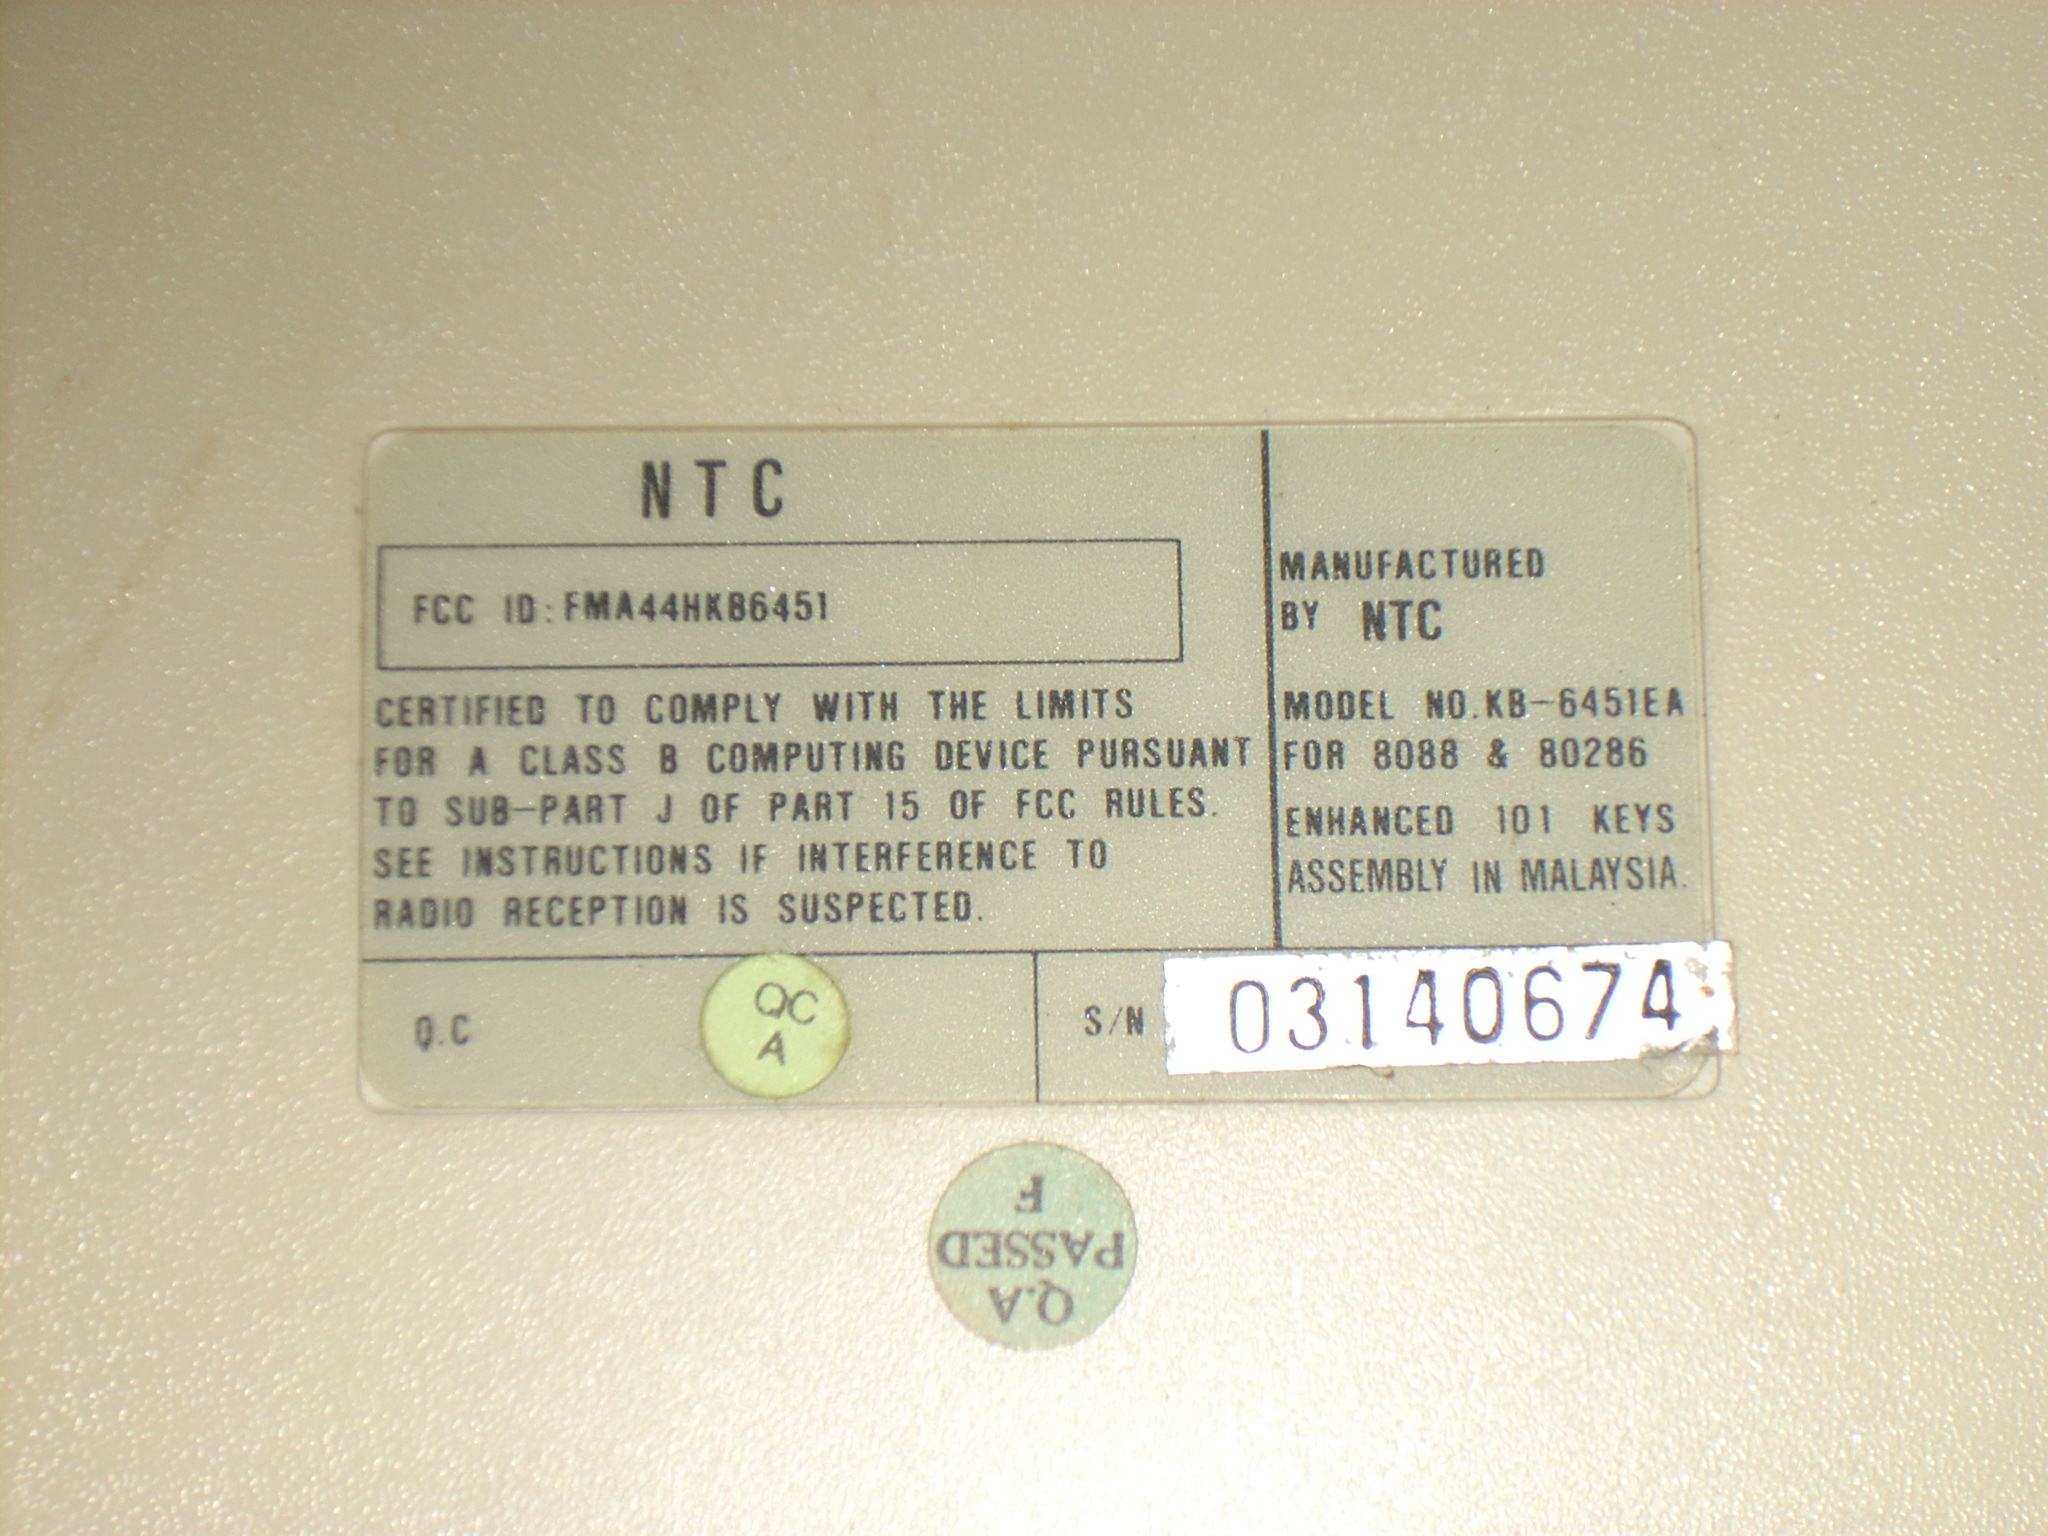 NTC
FCC ID: FMA44HKB6451
CERTIFIED TO COMPLY WITH THE LIMITS
FOR A CLASS B COMPUTING DEVICE PURSUANT
TO SUB-PART J OF PART 15 OF FCC RULES.
SEE INSTRUCTIONS IF INTERFERENCE TO
RADIO RECEPTION IS SUSPECTED.
MANUFACTURED
BY NTC
MODEL NO.KB-6451EA
FOR 8088 & 80286
ENHANCED 101 KEYS
ASSEMBLY IN MALAYSIA.
Q.C
QC
A
S/N 03140674
Q.A
PASSED
F